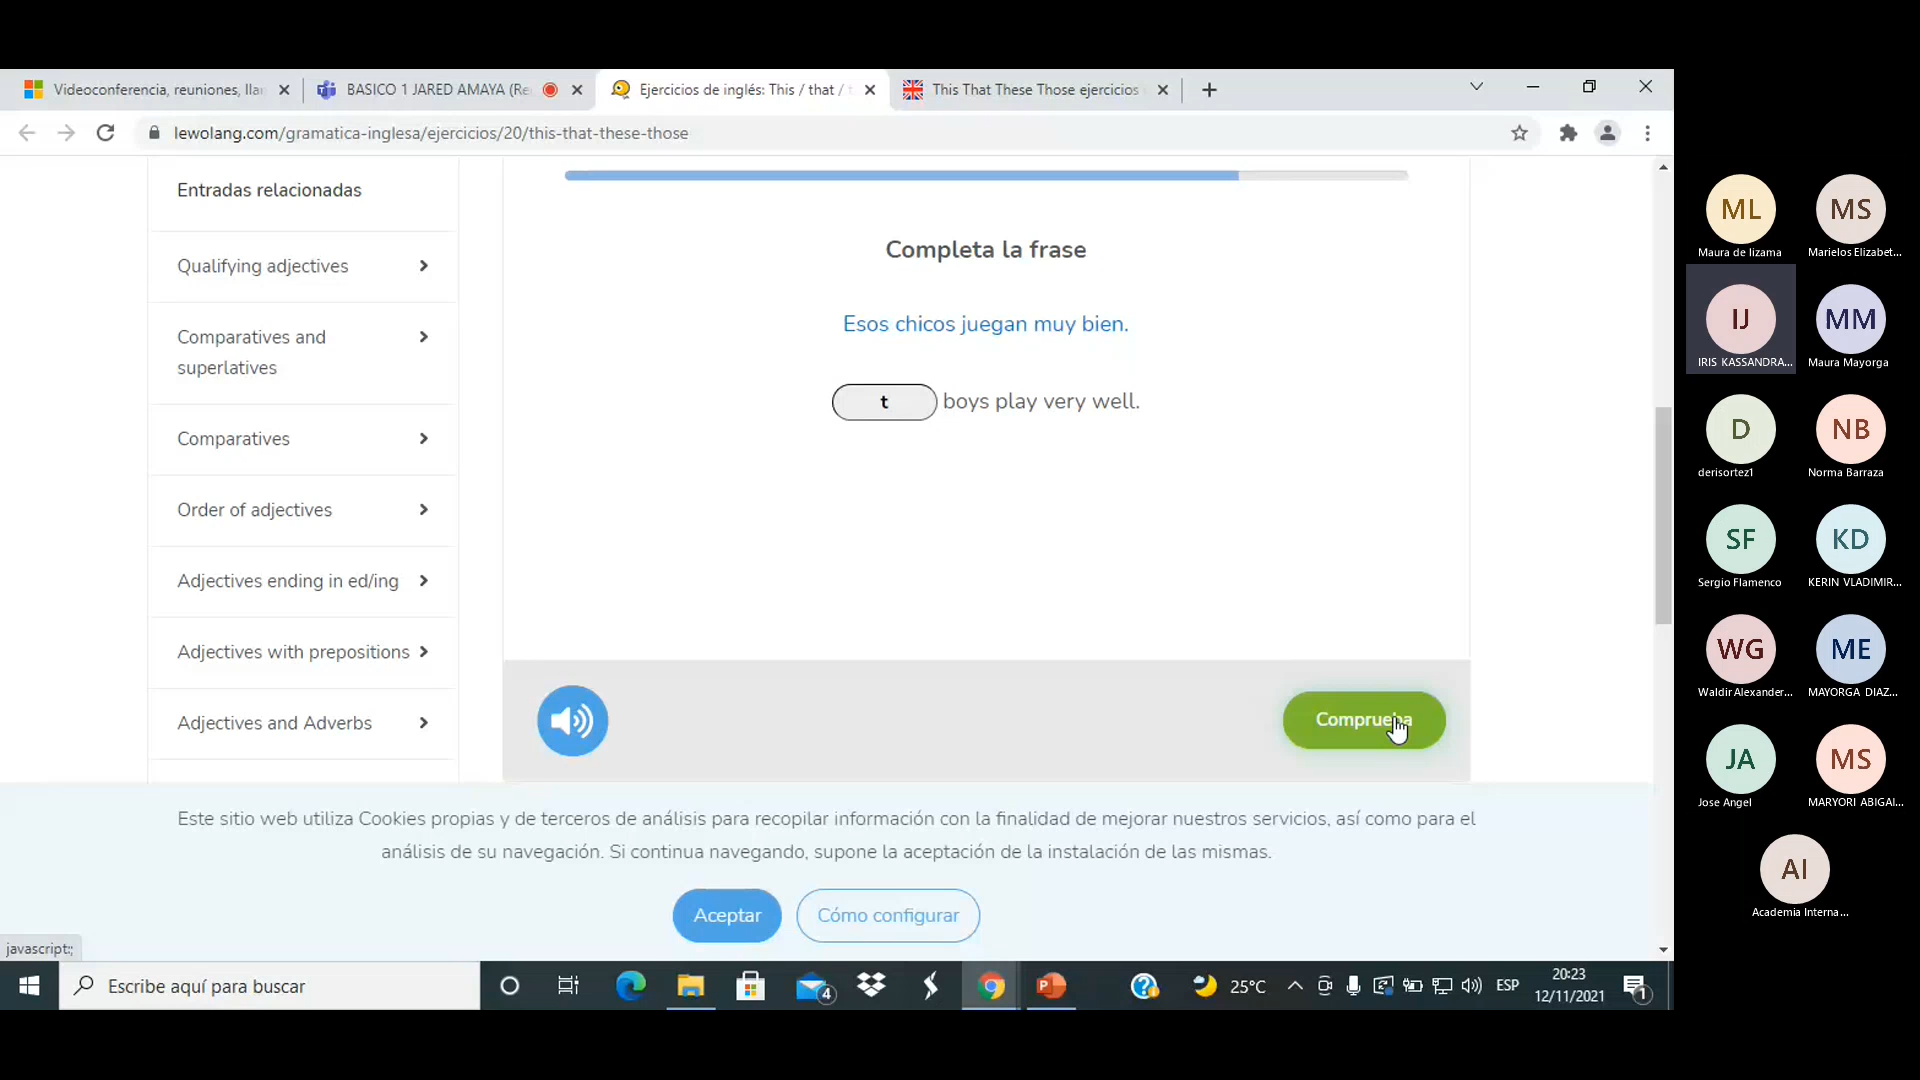 Videoconferencia, reuniones, lla
BASICO 1 JARED AMAYA (Re
Ejercicios de inglés: This / that / t
This That These Those ejercicios
lewolang.com/gramatica-inglesa/ejercicios/20/this-that-these-those
Entradas relacionadas
Qualifying adjectives
Comparatives and
superlatives
Comparatives
Order of adjectives
Adjectives ending in ed/ing
Adjectives with prepositions
Adjectives and Adverbs
Completa la frase
Esos chicos juegan muy bien.
t boys play very well.
Comprueba
Este sitio web utiliza Cookies propias y de terceros de análisis para recopilar información con la finalidad de mejorar nuestros servicios, así como para el
análisis de su navegación. Si continua navegando, supone la aceptación de la instalación de las mismas.
Aceptar
Cómo configurar
javascript:;
Escribe aquí para buscar
4
P
25°C
ESP
20:23
12/11/2021
1
ML
Maura de lizama
MS
Marielos Elizabet...
IJ
IRIS KASSANDRA...
MM
Maura Mayorga
D
derisortez1
NB
Norma Barraza
SF
Sergio Flamenco
KD
KERIN VLADIMIR...
WG
Waldir Alexander...
ME
MAYORGA DIAZ...
JA
Jose Angel
MS
MARYORI ABIGAI...
AI
Academia Interna...